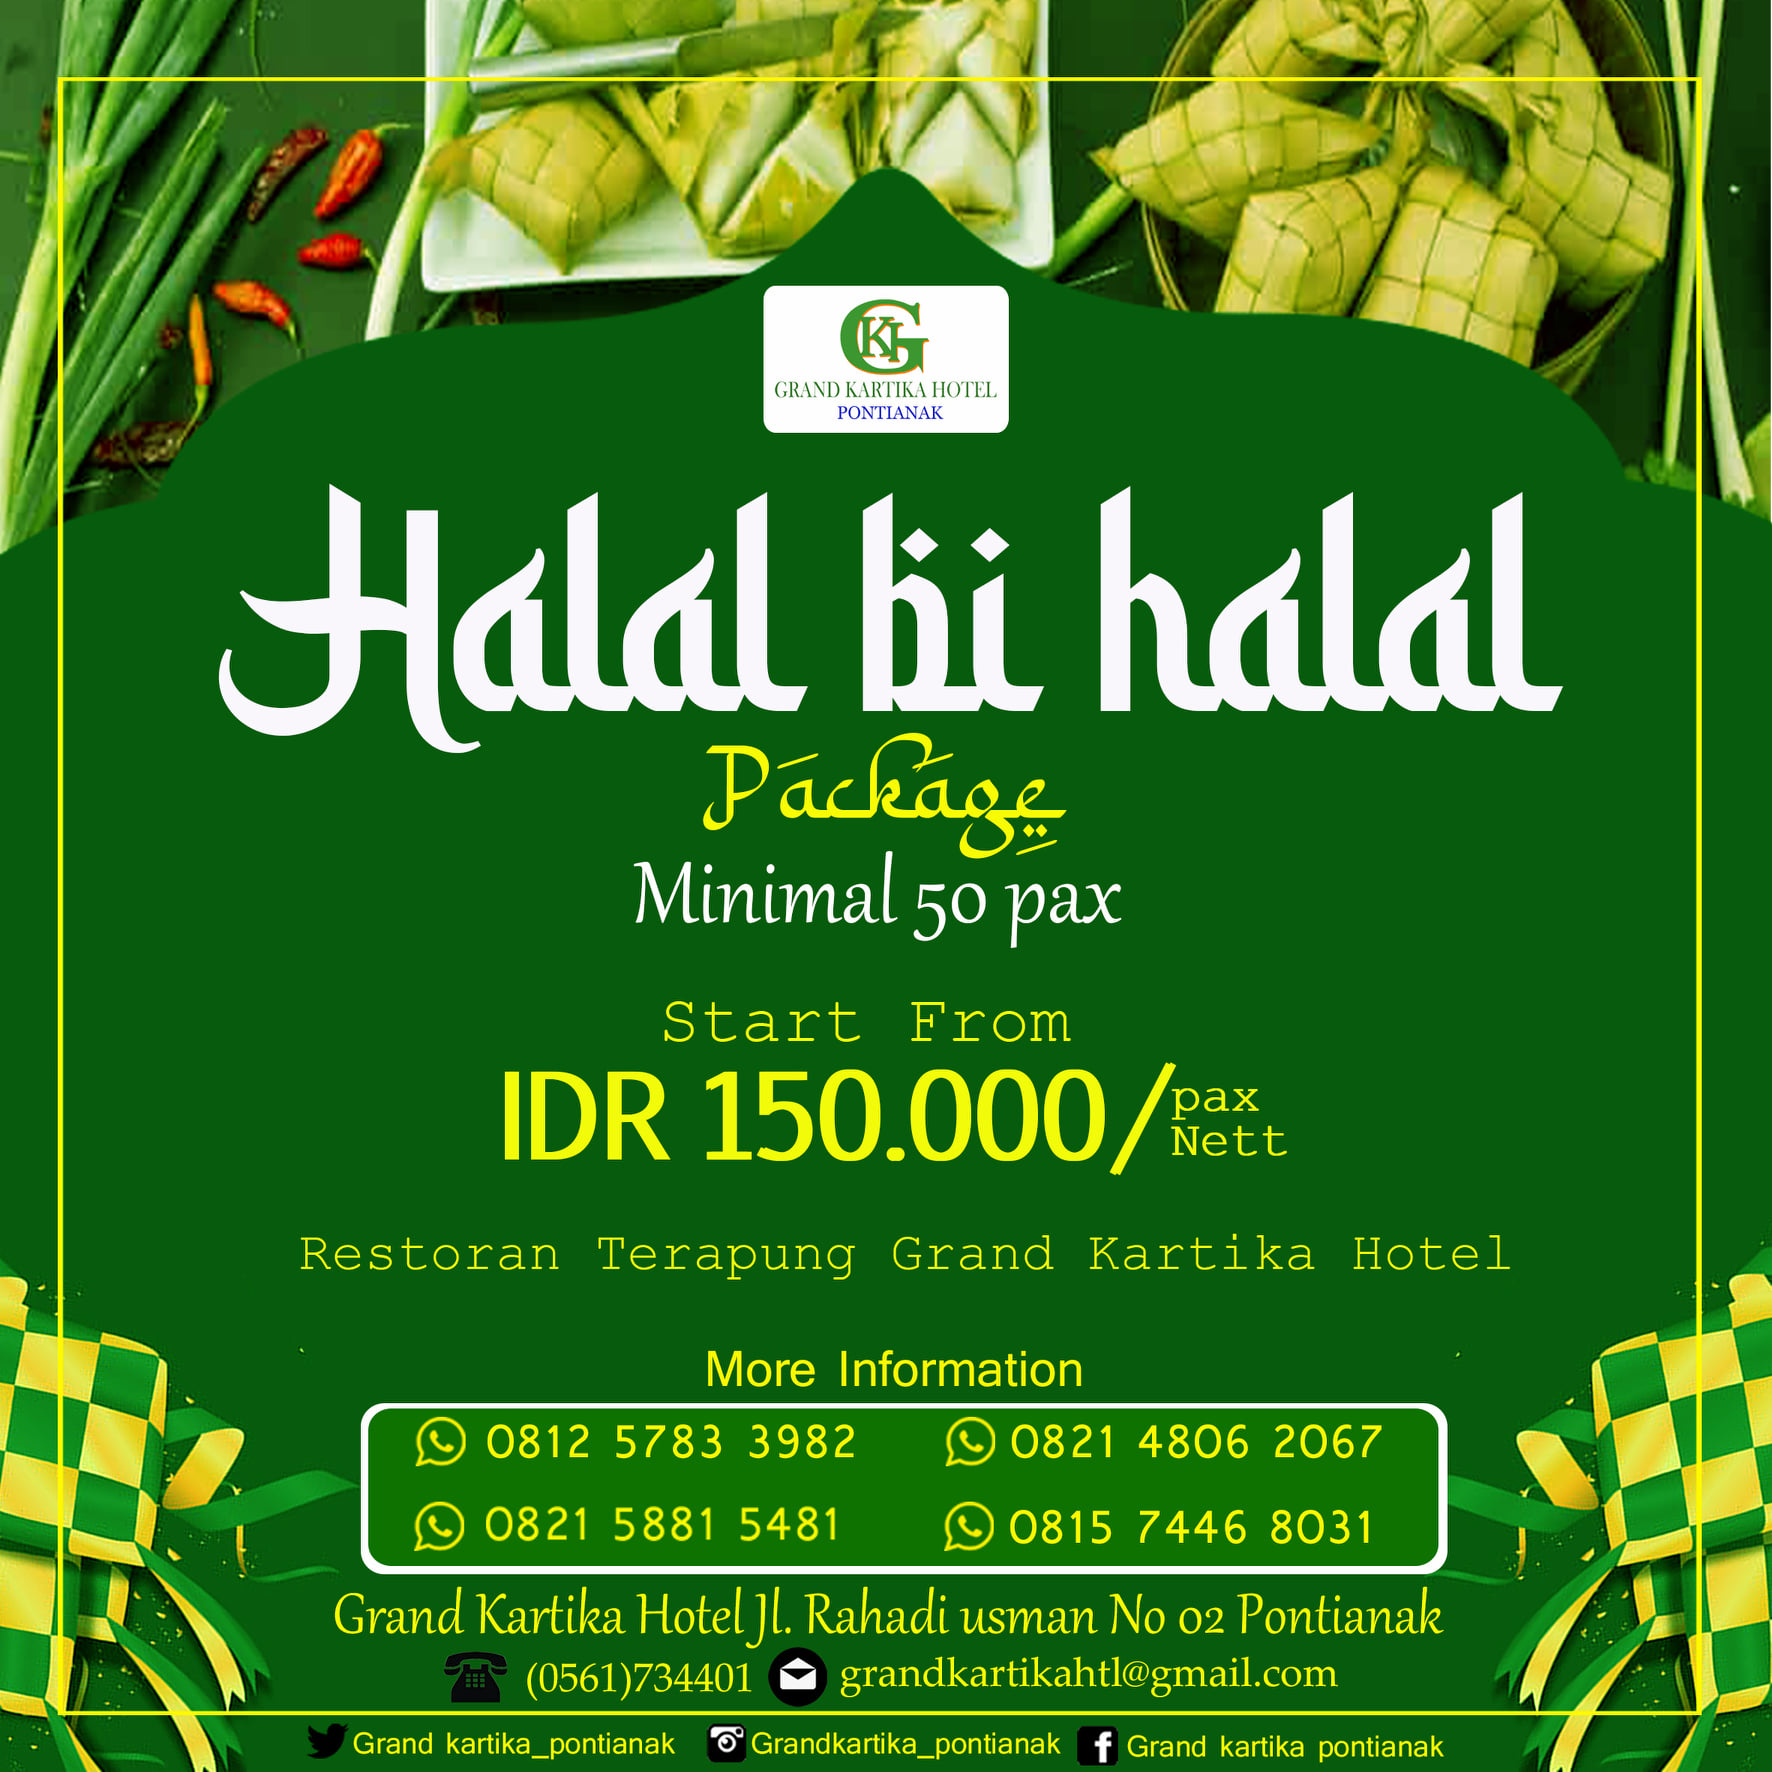 GKH
GRAND KARTIKA HOTEL
PONTIANAK
Halal bi halal
Package
Minimal 50 pax
Start From
IDR 150.000/pax Nett
Restoran Terapung Grand Kartika Hotel
More Information
0812 5783 3982
0821 4806 2067
0821 5881 5481
0815 7446 8031
Grand Kartika Hotel Jl. Rahadi usman No 02 Pontianak
(0561)734401 grandkartikahtl@gmail.com
Grand kartika_pontianak Grandkartika_pontianak Grand kartika pontianak